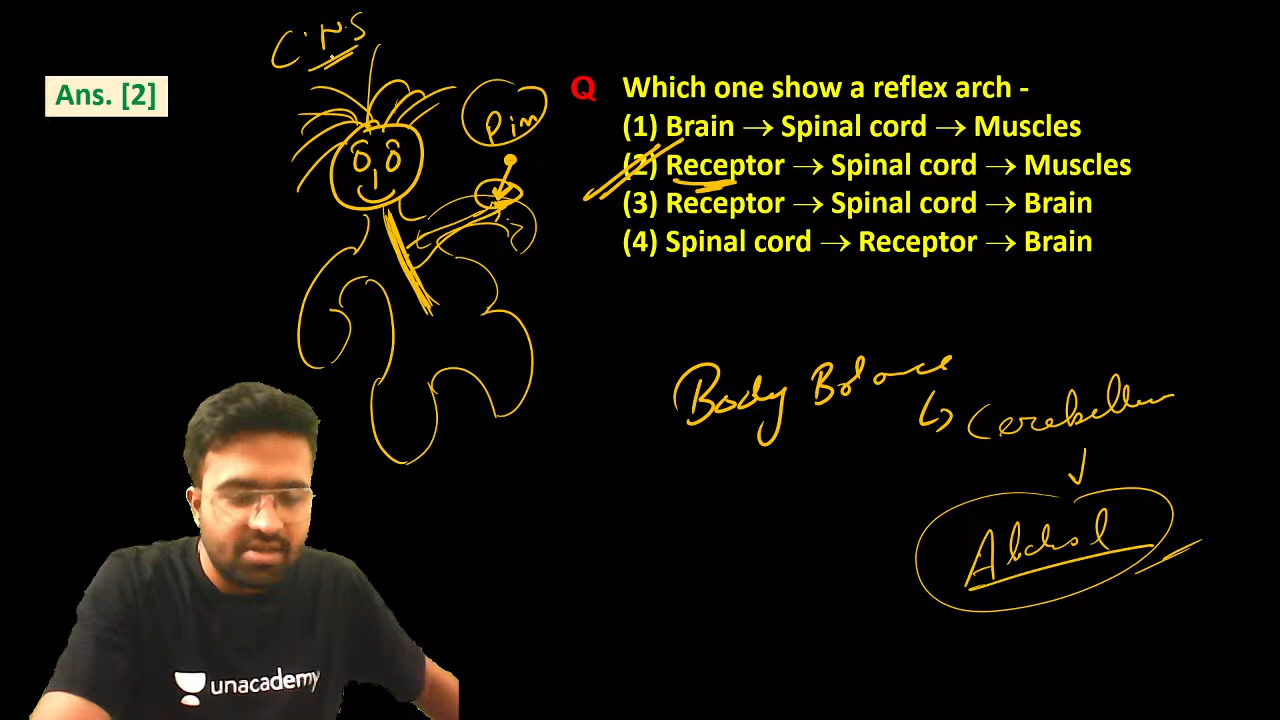 C.N.S
Ans. [2]
Pin
Q Which one show a reflex arch -
(1) Brain → Spinal cord → Muscles
(2) Receptor → Spinal cord → Muscles
(3) Receptor → Spinal cord → Brain
(4) Spinal cord → Receptor → Brain
Body Balance
↳ Cerebellum
Alcohol
unacademy